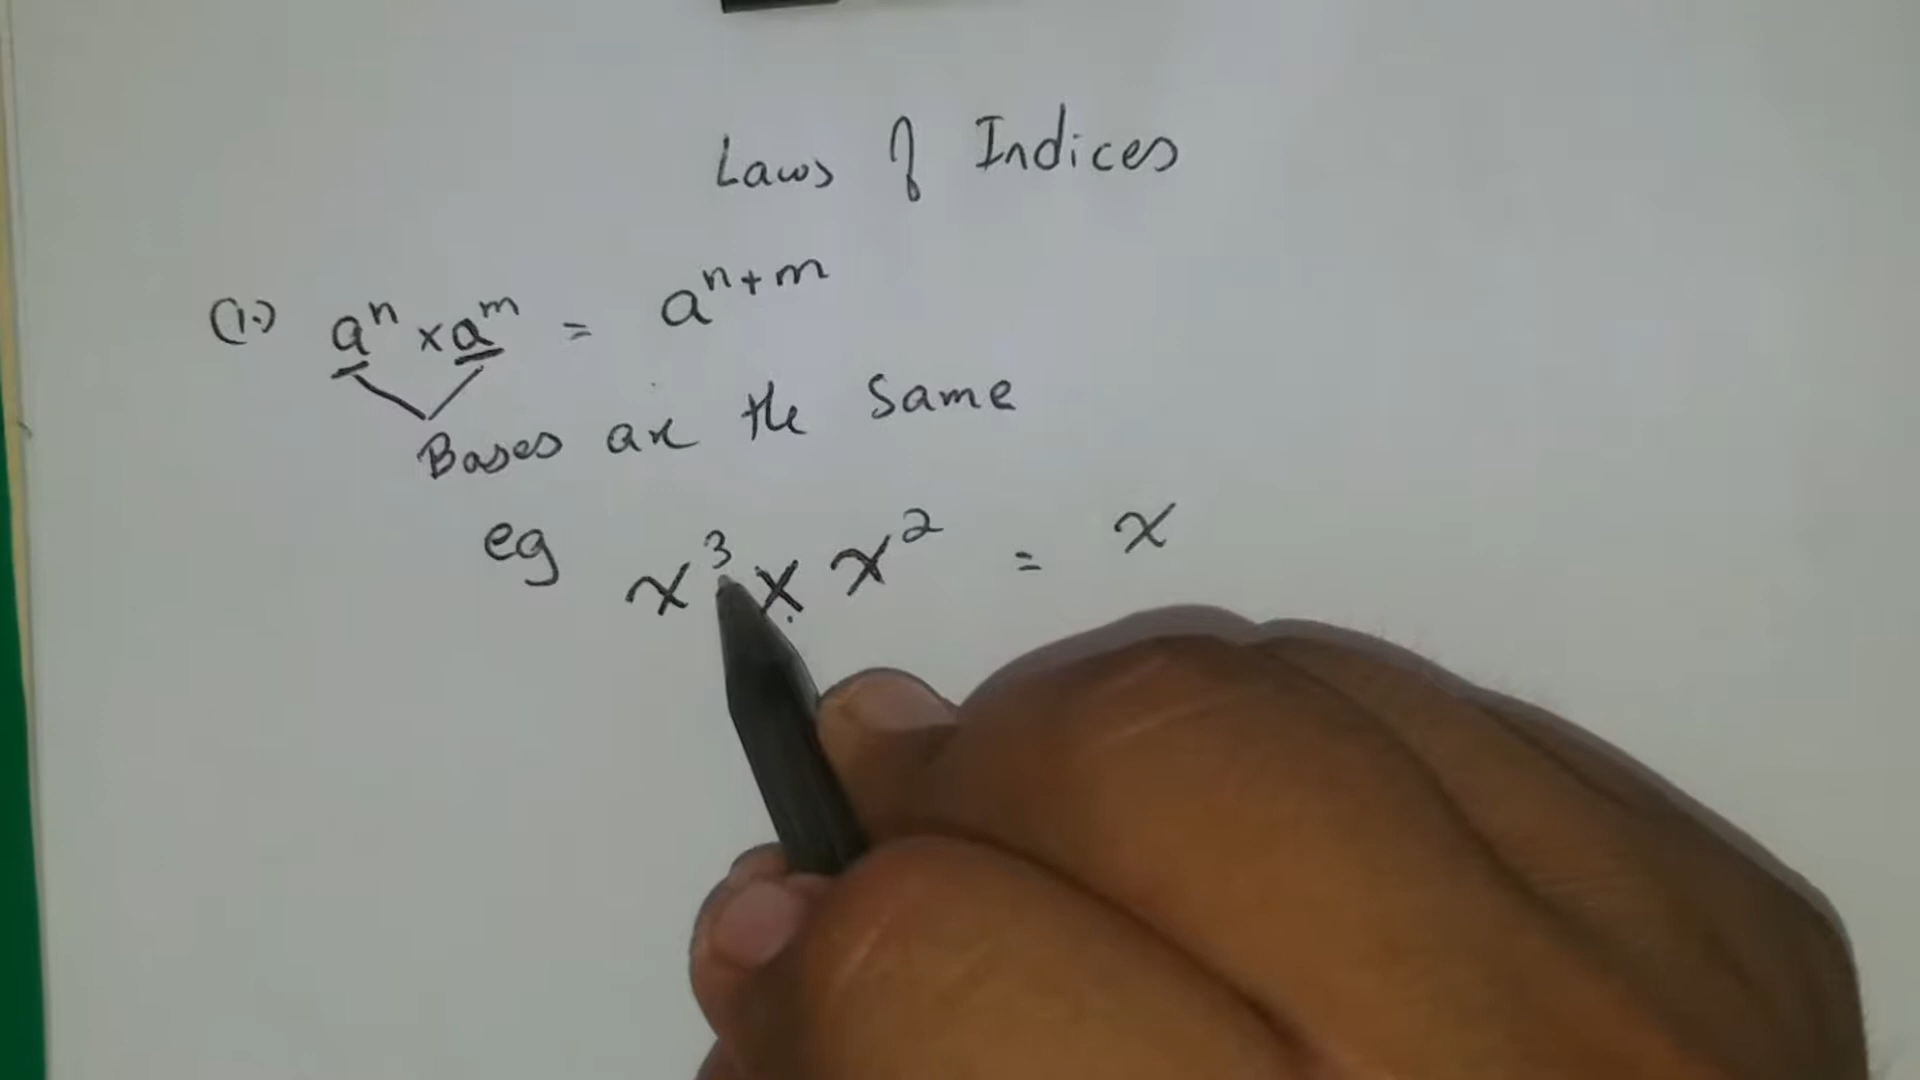 Laws of Indices
(1.) aⁿ × aᵐ = aⁿ⁺ᵐ
Bases are the same
eg x³ × x² = x